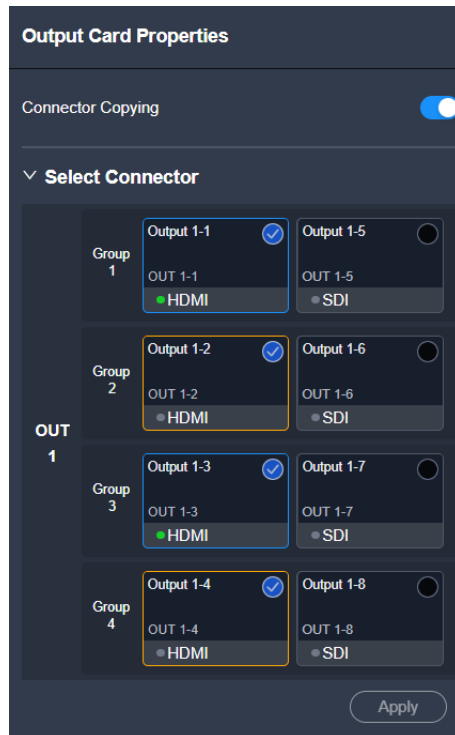 Output Card Properties
Connector Copying
Select Connector
OUT
1
Group
1
Output 1-1
OUT 1-1
HDMI
Output 1-5
OUT 1-5
SDI
Group
2
Output 1-2
OUT 1-2
HDMI
Output 1-6
OUT 1-6
SDI
Group
3
Output 1-3
OUT 1-3
HDMI
Output 1-7
OUT 1-7
SDI
Group
4
Output 1-4
OUT 1-4
HDMI
Output 1-8
OUT 1-8
SDI
Apply